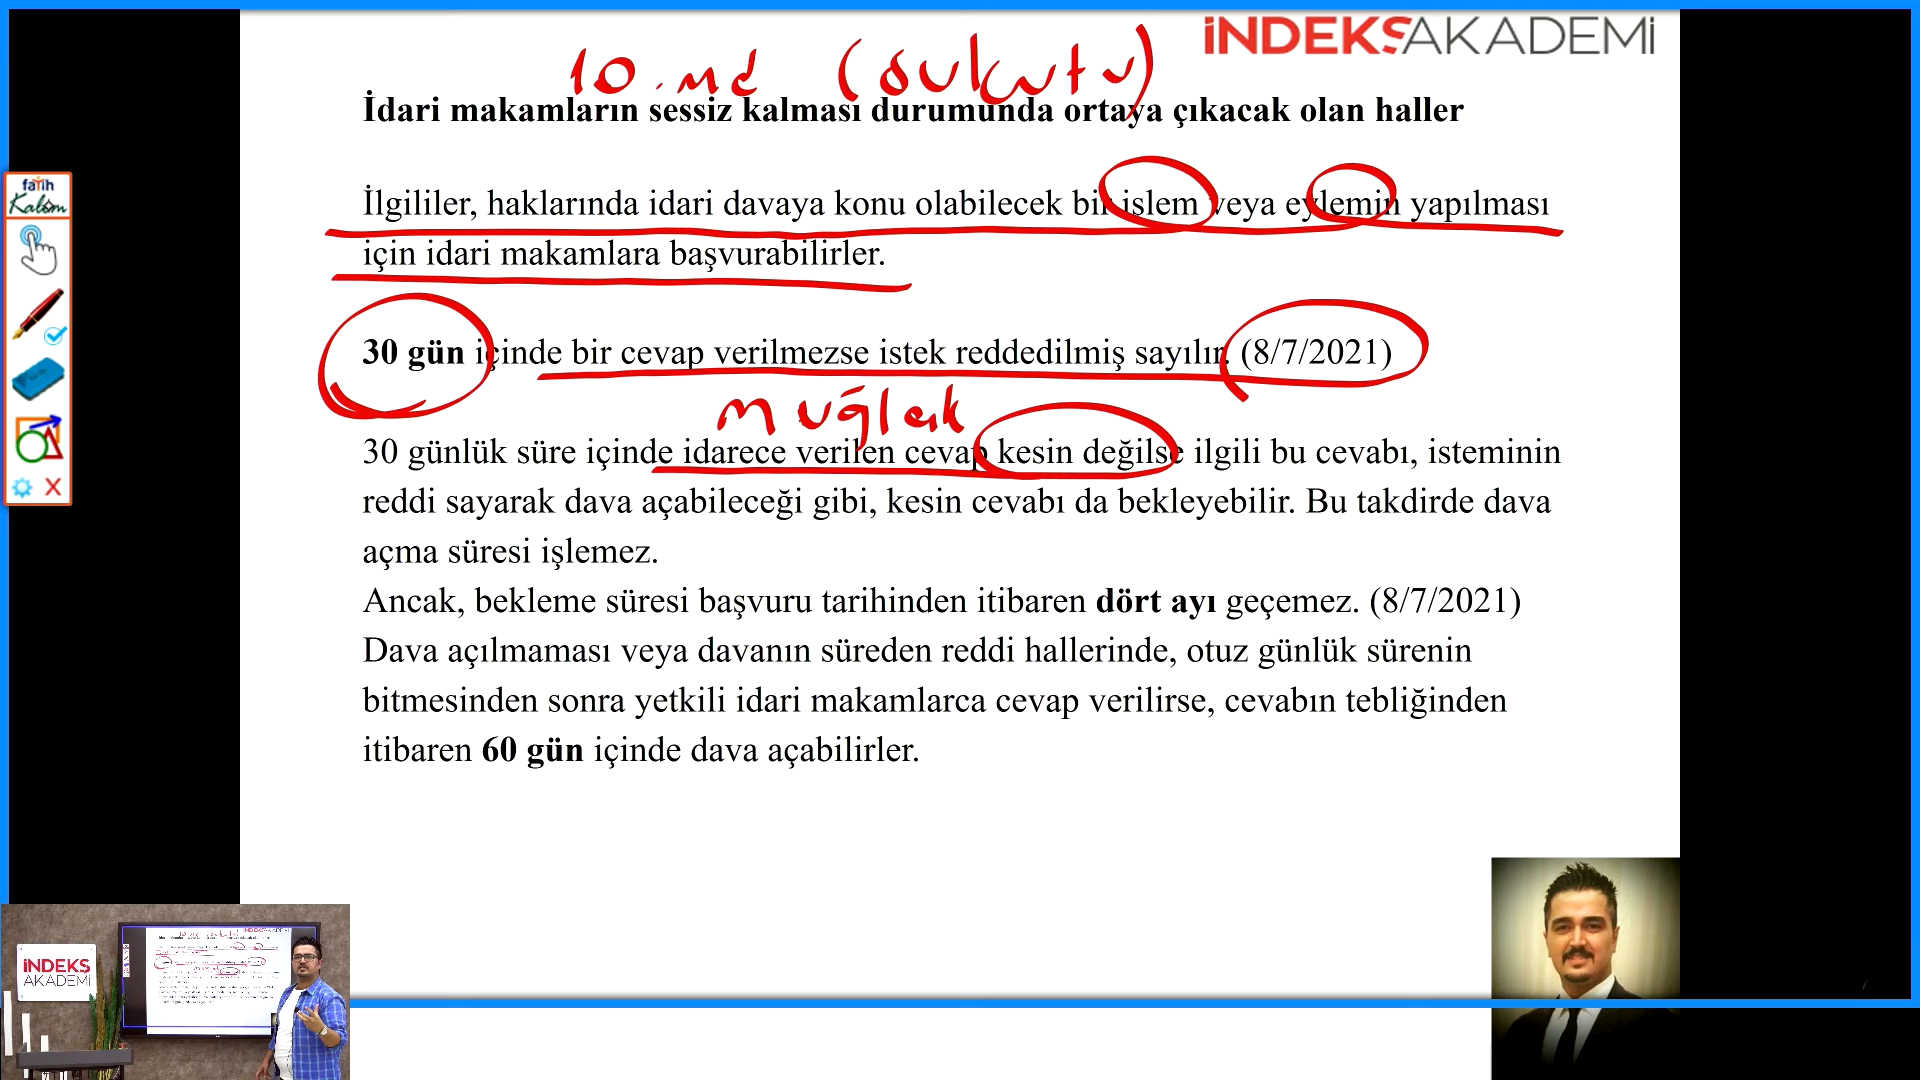 İNDEKSAKADEMİ
10.md (sukutu)
İdari makamların sessiz kalması durumunda ortaya çıkacak olan haller
İlgililer, haklarında idari davaya konu olabilecek bir işlem veya eylemin yapılması
için idari makamlara başvurabilirler.
30 gün içinde bir cevap verilmezse istek reddedilmiş sayılır. (8/7/2021)
muğlak
30 günlük süre içinde idarece verilen cevap kesin değilse ilgili bu cevabı, isteminin
reddi sayarak dava açabileceği gibi, kesin cevabı da bekleyebilir. Bu takdirde dava
açma süresi işlemez.
Ancak, bekleme süresi başvuru tarihinden itibaren dört ayı geçemez. (8/7/2021)
Dava açılmaması veya davanın süreden reddi hallerinde, otuz günlük sürenin
bitmesinden sonra yetkili idari makamlarca cevap verilirse, cevabın tebliğinden
itibaren 60 gün içinde dava açabilirler.
fatih
Kalem
İNDEKS
AKADEMİ